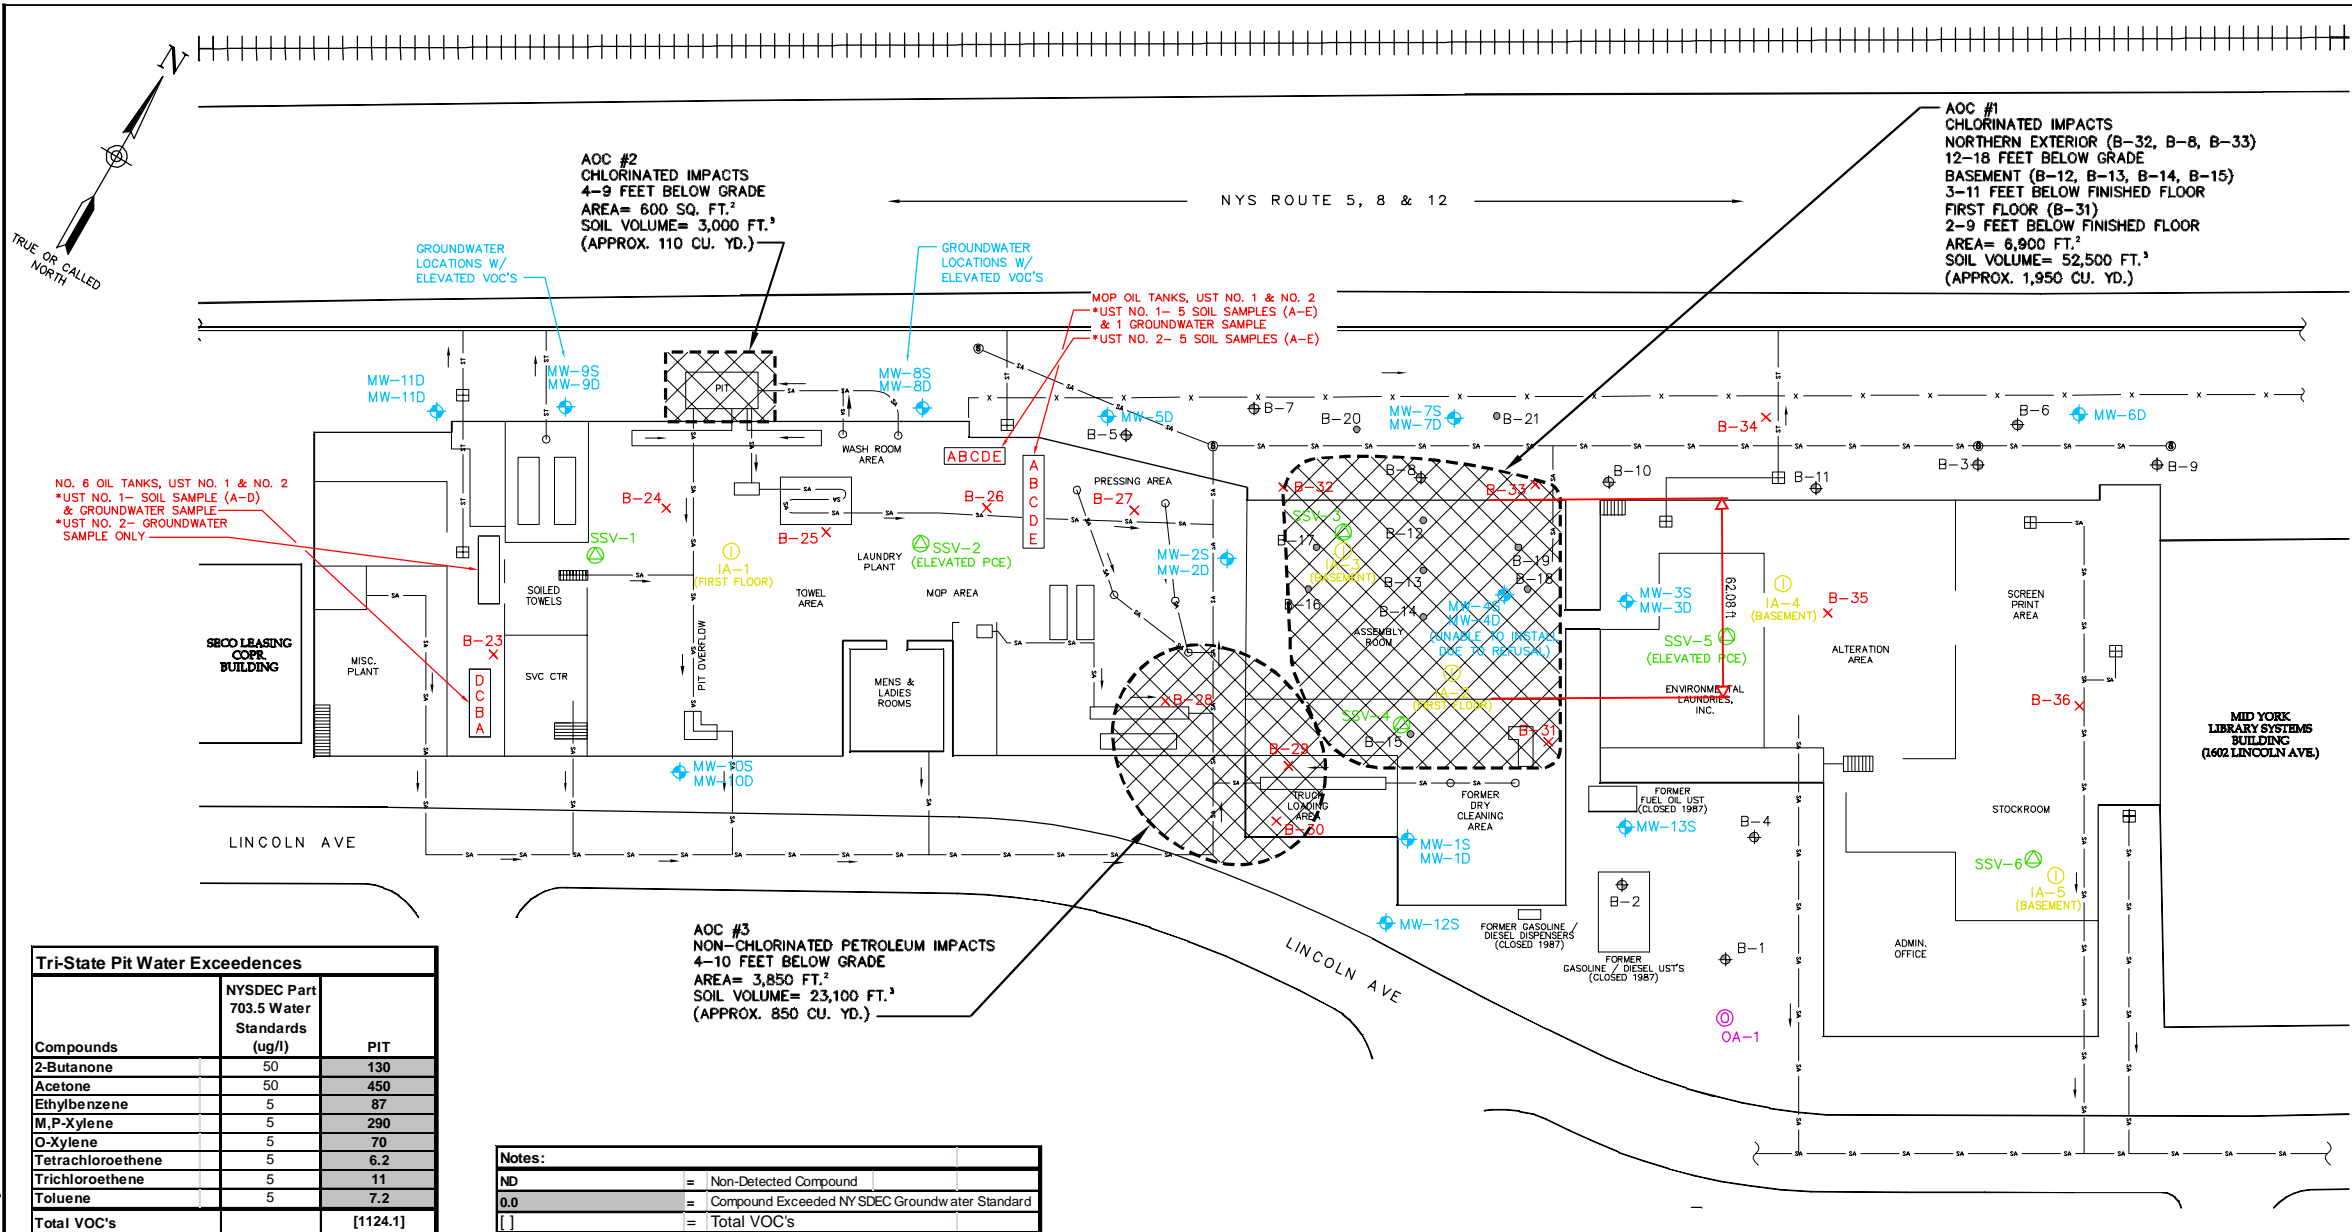 N
TRUE OR CALLED
NORTH
AOC #2
CHLORINATED IMPACTS
4-9 FEET BELOW GRADE
AREA= 600 SQ. FT.²
SOIL VOLUME= 3,000 FT.³
(APPROX. 110 CU. YD.)
NYS ROUTE 5, 8 & 12
AOC #1
CHLORINATED IMPACTS
NORTHERN EXTERIOR (B-32, B-8, B-33)
12-18 FEET BELOW GRADE
BASEMENT (B-12, B-13, B-14, B-15)
3-11 FEET BELOW FINISHED FLOOR
FIRST FLOOR (B-31)
2-9 FEET BELOW FINISHED FLOOR
AREA= 6,900 FT.²
SOIL VOLUME= 52,500 FT.³
(APPROX. 1,950 CU. YD.)
GROUNDWATER
LOCATIONS W/
ELEVATED VOC'S
GROUNDWATER
LOCATIONS W/
ELEVATED VOC'S
MOP OIL TANKS, UST NO. 1 & NO. 2
*UST NO. 1- 5 SOIL SAMPLES (A-E)
& 1 GROUNDWATER SAMPLE
*UST NO. 2- 5 SOIL SAMPLES (A-E)
MW-11D
MW-11D
MW-9S
MW-9D
PIT
MW-8S
MW-8D
MW-5D
B-5
B-7
B-20
MW-7S
MW-7D
B-21
B-34
B-6
MW-6D
WASH ROOM
AREA
ABCDE
A
B
C
D
E
PRESSING AREA
B-8
B-32
B-33
B-10
B-11
B-3
B-9
NO. 6 OIL TANKS, UST NO. 1 & NO. 2
*UST NO. 1- SOIL SAMPLE (A-D)
& GROUNDWATER SAMPLE
*UST NO. 2- GROUNDWATER
SAMPLE ONLY
B-24
B-25
B-26
B-27
SSV-1
IA-1
(FIRST FLOOR)
LAUNDRY
PLANT
SSV-2
(ELEVATED PCE)
MW-2S
MW-2D
SSV-3
B-17
IA-3
(BASEMENT)
B-12
B-13
B-19
B-18
B-16
B-14
MW-4S
MW-4D
(UNABLE TO INSTALL
DUE TO REFUSAL)
ASSEMBLY
ROOM
MW-3S
MW-3D
62.08 ft
IA-4
(BASEMENT)
B-35
SSV-5
(ELEVATED PCE)
SCREEN
PRINT
AREA
ALTERATION
AREA
SOILED
TOWELS
TOWEL
AREA
MOP AREA
SECO LEASING
COPR.
BUILDING
MISC.
PLANT
B-23
D
C
B
A
SVC CTR
PIT OVERFLOW
MENS &
LADIES
ROOMS
B-28
IA-2
(FIRST FLOOR)
SSV-4
B-15
B-31
ENVIRONMENTAL
LAUNDRIES,
INC.
B-36
MID YORK
LIBRARY SYSTEMS
BUILDING
(1602 LINCOLN AVE.)
B-29
MW-10S
MW-10D
TRUCK
LOADING
AREA
B-30
FORMER
DRY
CLEANING
AREA
FORMER
FUEL OIL UST
(CLOSED 1987)
MW-13S
B-4
STOCKROOM
LINCOLN AVE
MW-1S
MW-1D
SSV-6
IA-5
(BASEMENT)
MW-12S
B-2
FORMER GASOLINE /
DIESEL DISPENSERS
(CLOSED 1987)
FORMER
GASOLINE / DIESEL UST'S
(CLOSED 1987)
B-1
ADMIN.
OFFICE
LINCOLN AVE
OA-1
AOC #3
NON-CHLORINATED PETROLEUM IMPACTS
4-10 FEET BELOW GRADE
AREA= 3,850 FT.²
SOIL VOLUME= 23,100 FT.³
(APPROX. 850 CU. YD.)
Tri-State Pit Water Exceedences
Compounds NYSDEC Part 703.5 Water Standards (ug/l) PIT
2-Butanone 50 130
Acetone 50 450
Ethylbenzene 5 87
M,P-Xylene 5 290
O-Xylene 5 70
Tetrachloroethene 5 6.2
Trichloroethene 5 11
Toluene 5 7.2
Total VOC's [1124.1]
Notes:
ND = Non-Detected Compound
0.0 = Compound Exceeded NYSDEC Groundwater Standard
[ ] = Total VOC's